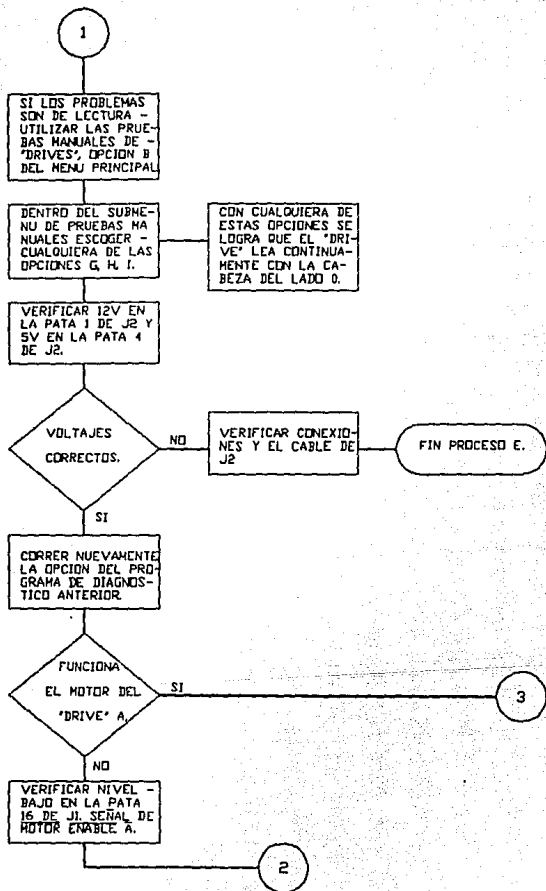 1
SI LOS PROBLEMAS
SON DE LECTURA -
UTILIZAR LAS PRUE-
BAS MANUALES DE -
"DRIVES", OPCION B
DEL MENU PRINCIPAL
DENTRO DEL SUBME-
NU DE PRUEBAS MA-
NUALES ESCOGER -
CUALQUIERA DE LAS
OPCIONES G, H, I.
CON CUALQUIERA DE
ESTAS OPCIONES SE
LOGRA QUE EL "DRI-
VE" LEA CONTINUA-
MENTE CON LA CA-
BEZA DEL LADO 0.
VERIFICAR 12V EN
LA PATA 1 DE J2 Y
5V EN LA PATA 4
DE J2.
VOLTAJES
CORRECTOS.
NO
VERIFICAR CONEXIO-
NES Y EL CABLE DE
J2
FIN PROCESO E.
SI
CORRER NUEVAMENTE
LA OPCION DEL PRO-
GRAMA DE DIAGNOS-
TICO ANTERIOR
FUNCIONA
EL MOTOR DEL
"DRIVE" A.
SI
3
NO
VERIFICAR NIVEL -
BAJO EN LA PATA
16 DE J1. SEÑAL DE
MOTOR ENABLE A.
2